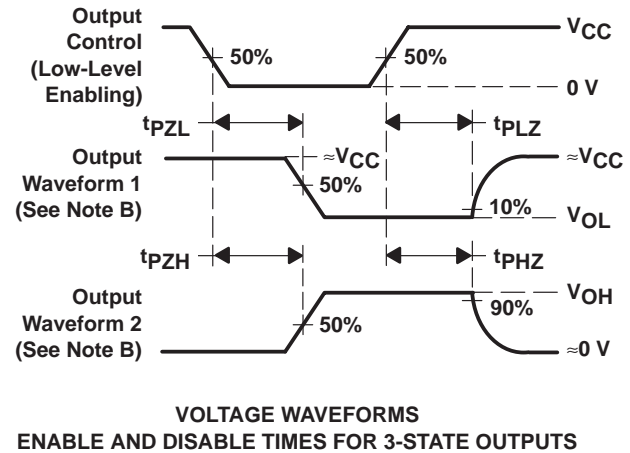 Output
Control
(Low-Level
Enabling)
50%
50%
VCC
0 V
tPZL
tPLZ
Output
Waveform 1
(See Note B)
≈VCC
50%
≈VCC
10%
VOL
tPZH
tPHZ
Output
Waveform 2
(See Note B)
50%
VOH
90%
≈0 V
VOLTAGE WAVEFORMS
ENABLE AND DISABLE TIMES FOR 3-STATE OUTPUTS